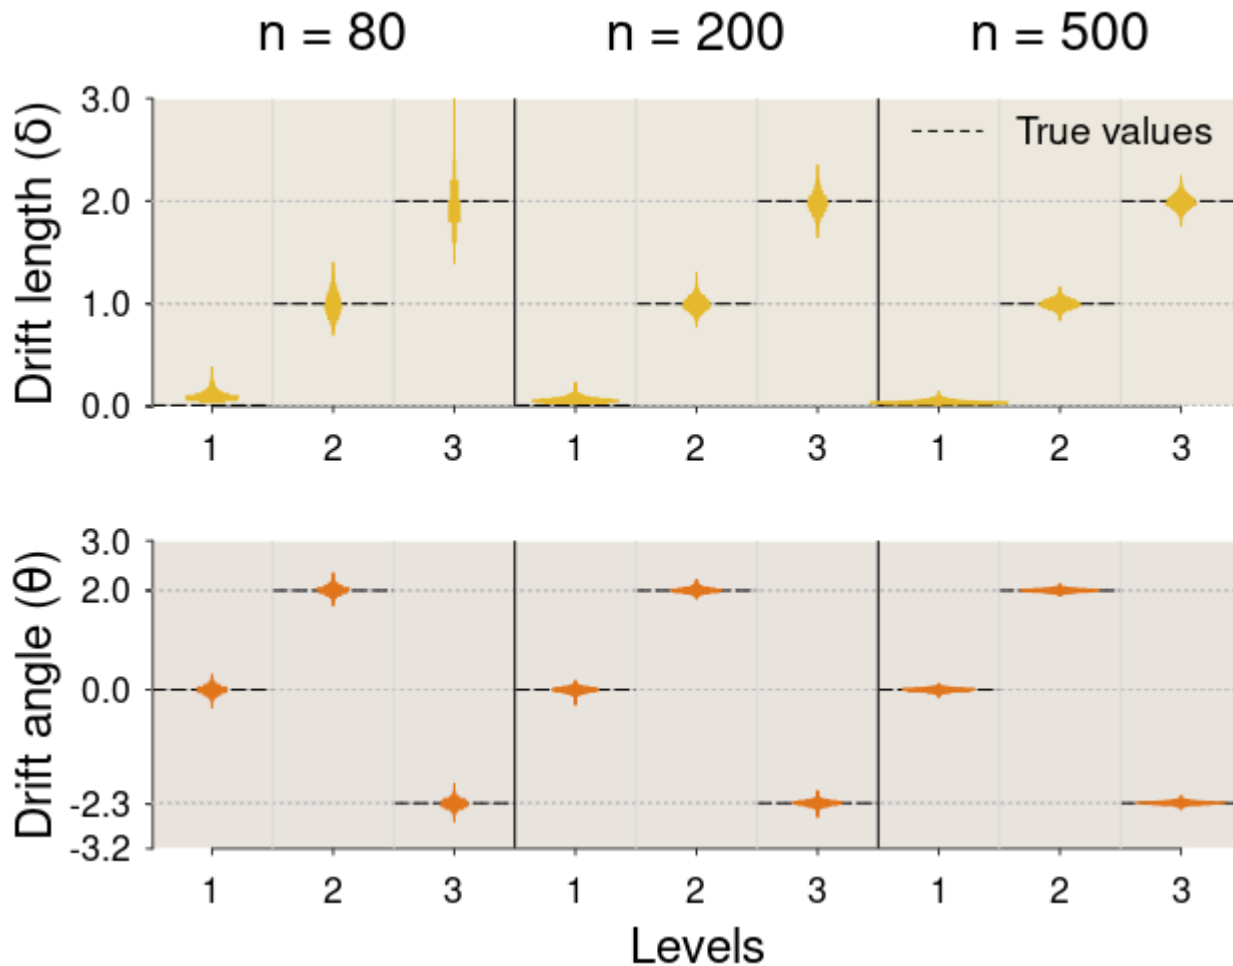 n = 80 n = 200 n = 500
Drift length (δ)
3.0
2.0
1.0
0.0
True values
1 2 3 1 2 3 1 2 3
Drift angle (θ)
3.0
2.0
0.0
-2.3
-3.2
1 2 3 1 2 3 1 2 3
Levels